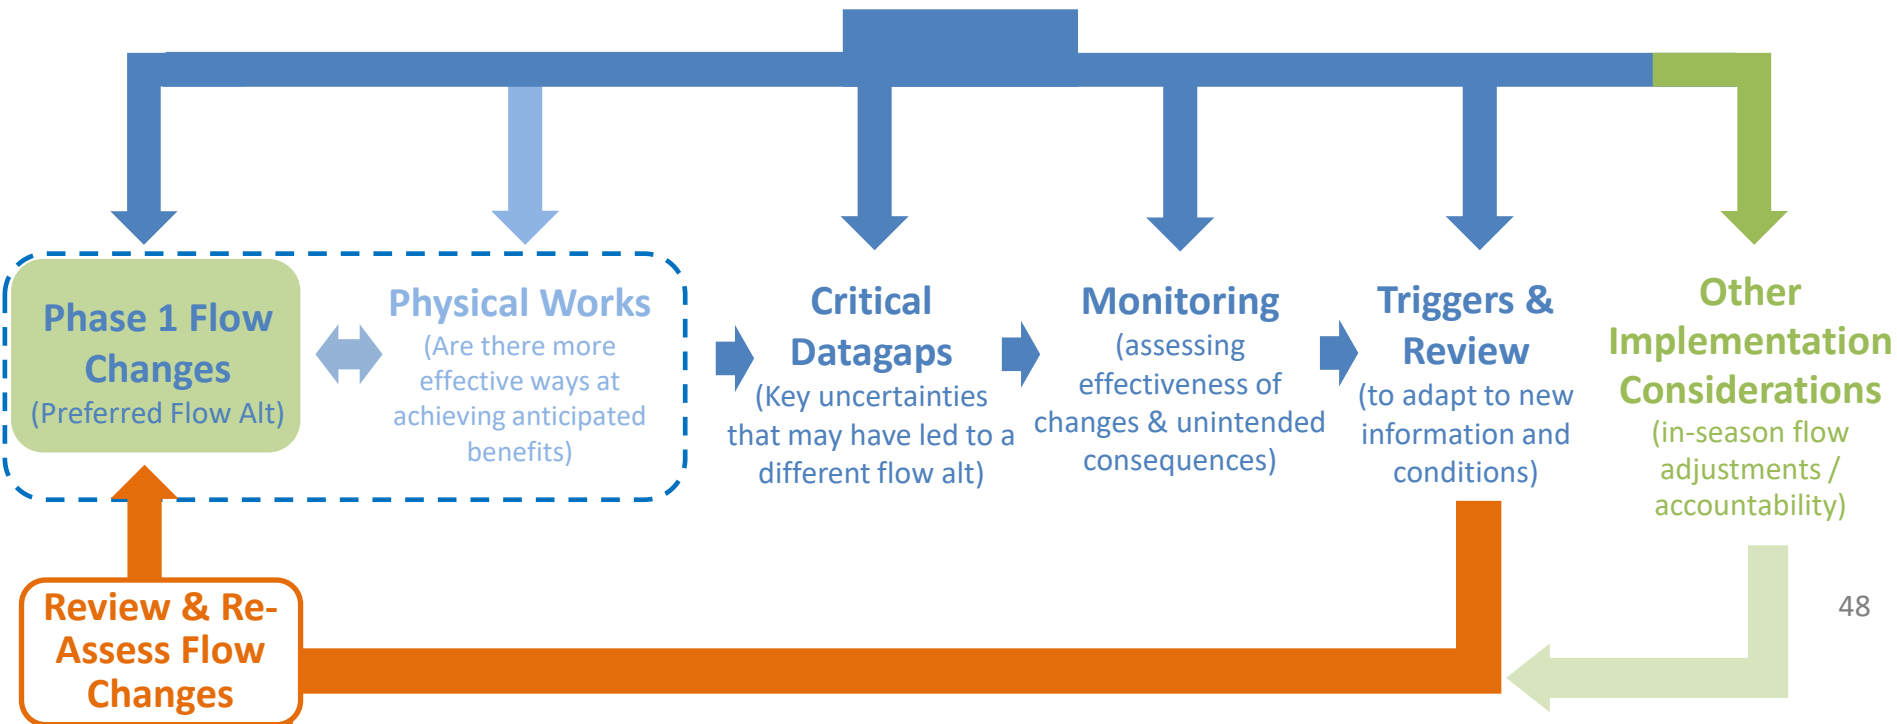 Phase 1 Flow
Changes
(Preferred Flow Alt)
Physical Works
(Are there more
effective ways at
achieving anticipated
benefits)
Critical
Datagaps
(Key uncertainties
that may have led to a
different flow alt)
Monitoring
(assessing
effectiveness of
changes & unintended
consequences)
Triggers &
Review
(to adapt to new
information and
conditions)
Other
Implementation
Considerations
(in-season flow
adjustments /
accountability)
Review & Re-
Assess Flow
Changes
48